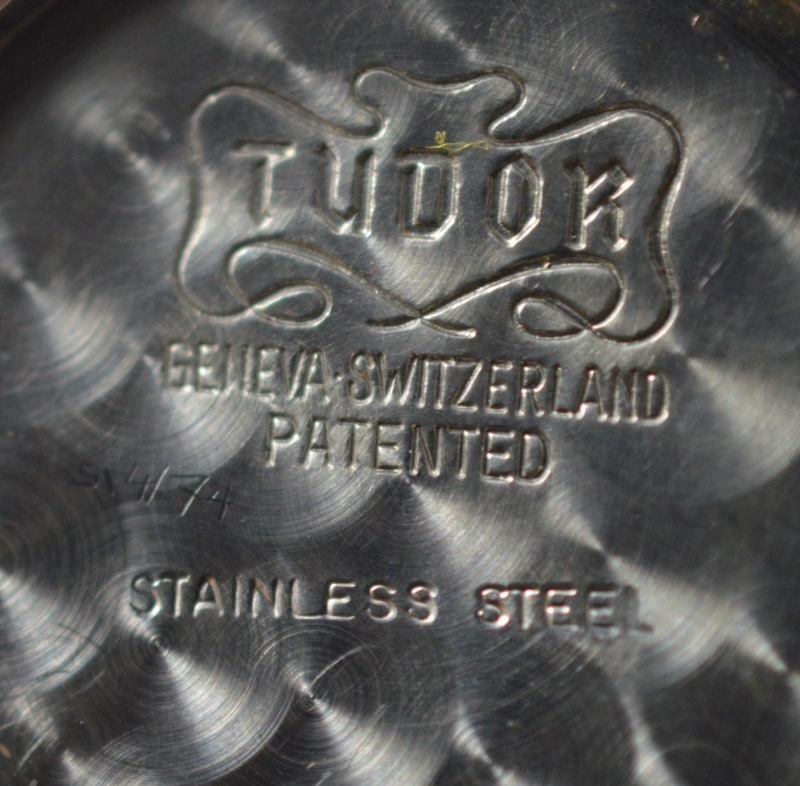 TUDOR
GENEVA·SWITZERLAND
PATENTED
STAINLESS STEEL